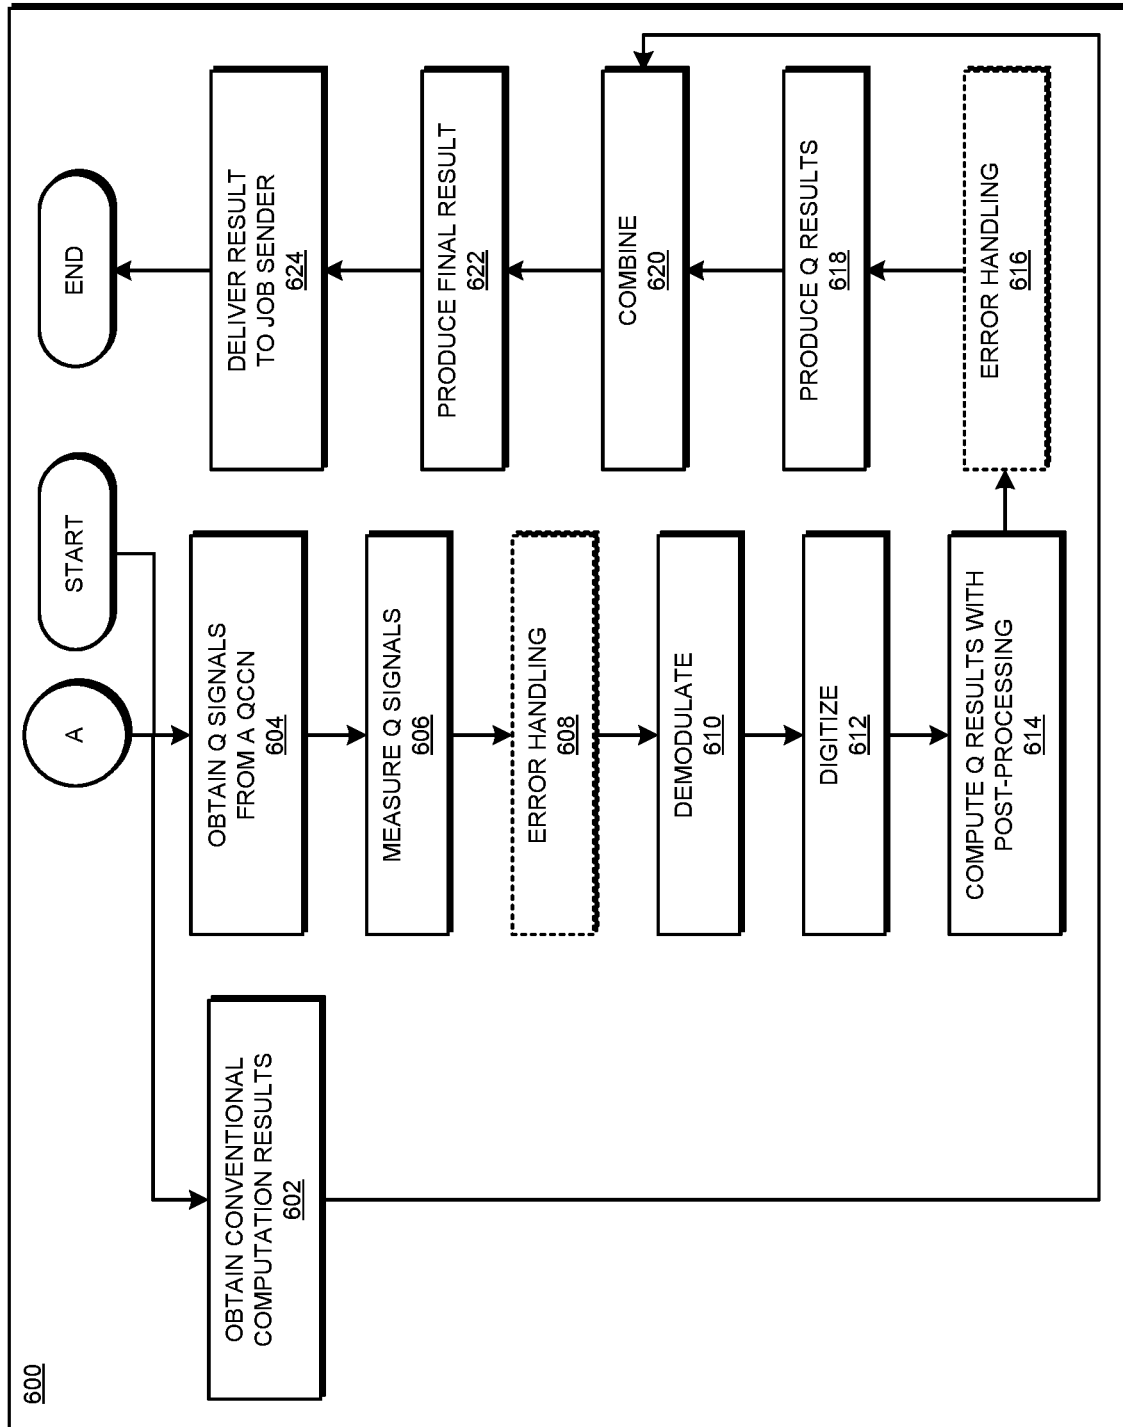 600
A
START
END
OBTAIN CONVENTIONAL
COMPUTATION RESULTS
602
OBTAIN Q SIGNALS
FROM A QCCN
604
MEASURE Q SIGNALS
606
ERROR HANDLING
608
DEMODULATE
610
DIGITIZE
612
COMPUTE Q RESULTS WITH
POST-PROCESSING
614
ERROR HANDLING
616
PRODUCE Q RESULTS
618
COMBINE
620
PRODUCE FINAL RESULT
622
DELIVER RESULT
TO JOB SENDER
624